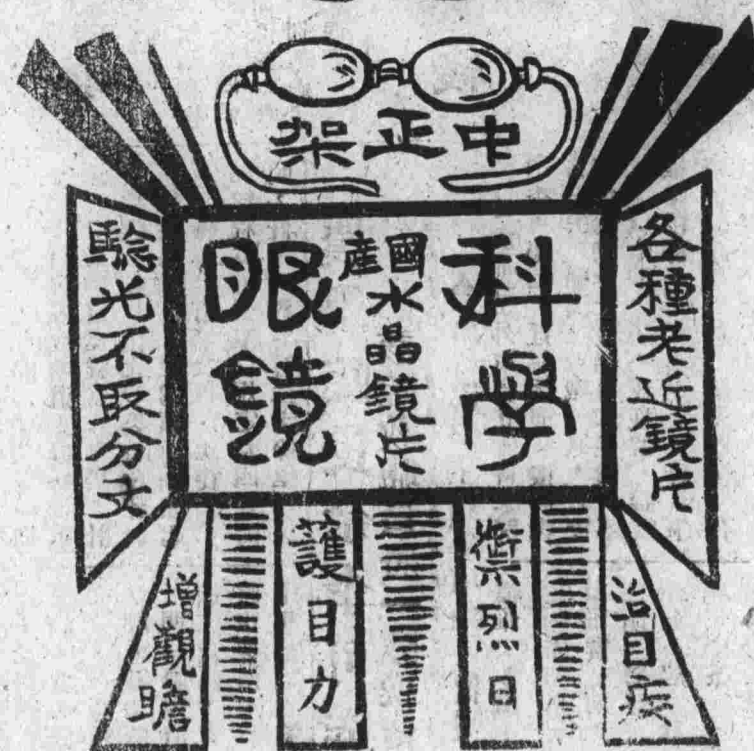 中正架
各種老近鏡片
科學
國產
水晶鏡片
眼鏡
騐光不取分文
治目疾
禦烈日
護目力
增觀瞻